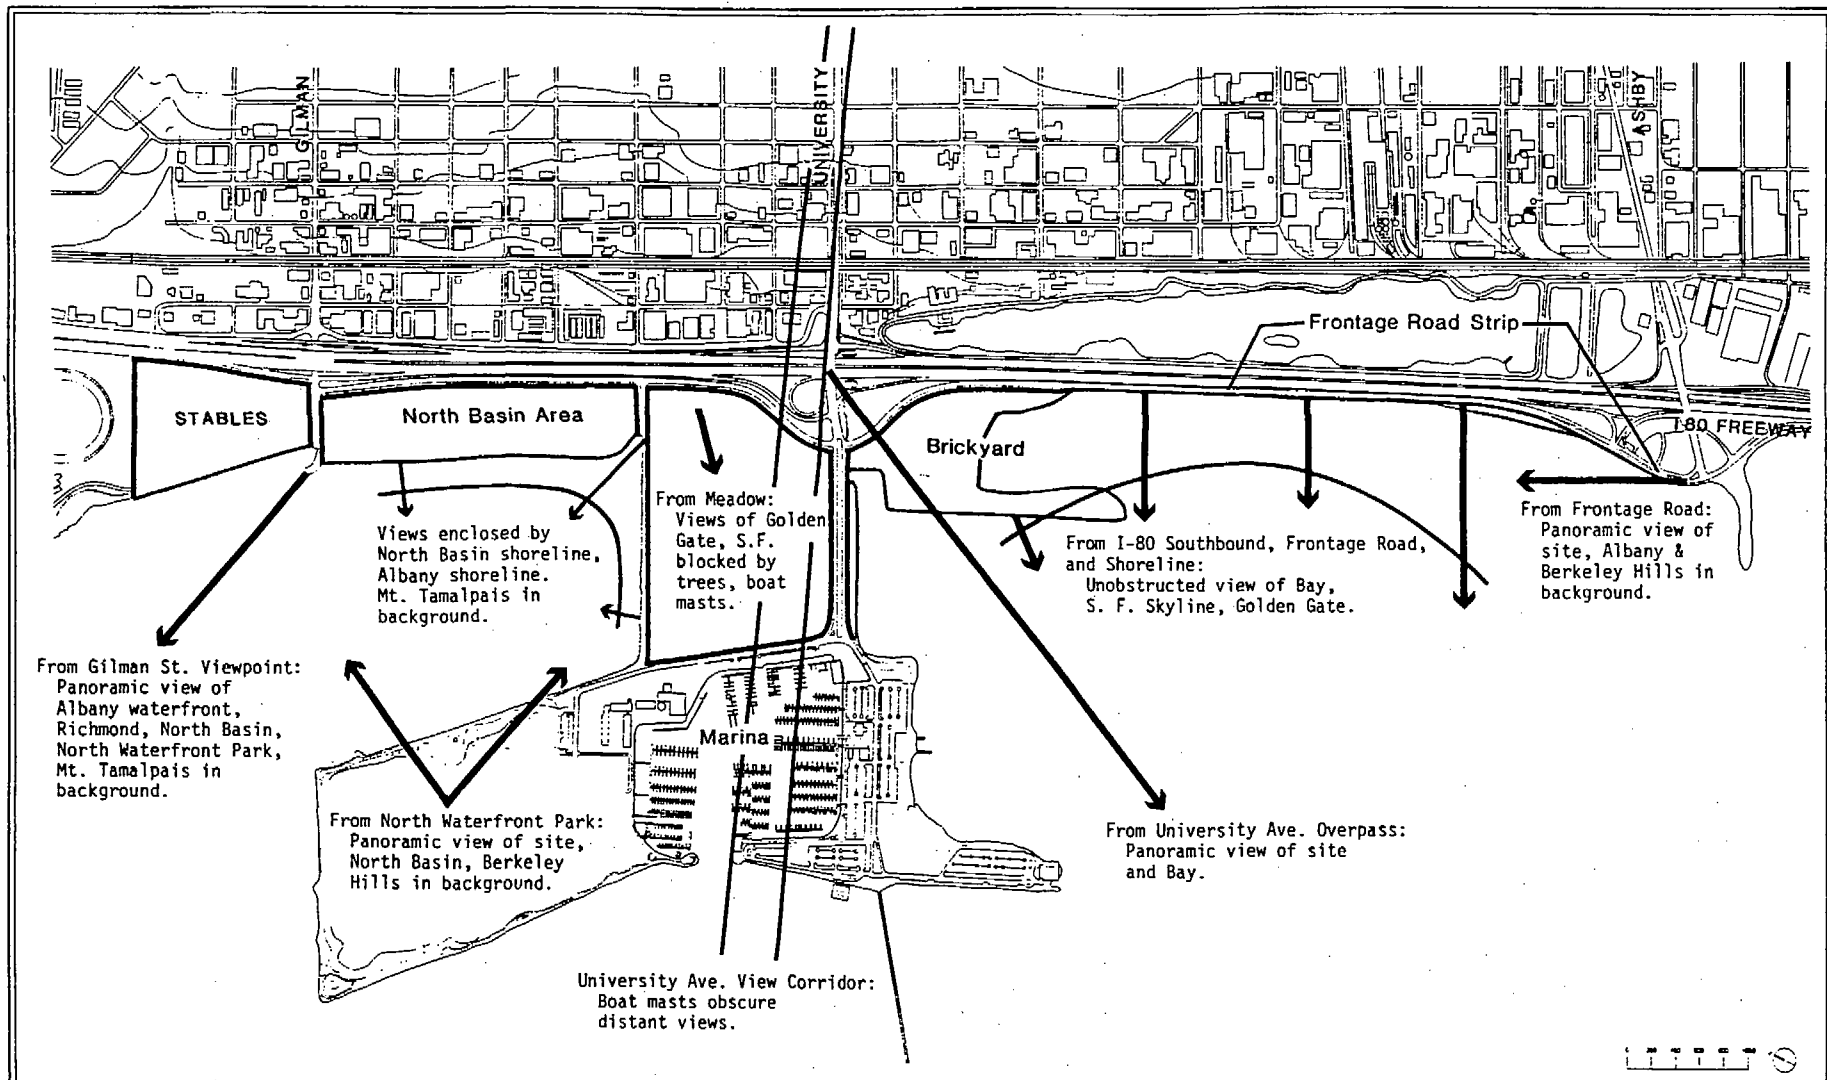 GILMAN
UNIVERSITY
ASHBY
Frontage Road Strip
STABLES
North Basin Area
Brickyard
I-80 FREEWAY
Views enclosed by
North Basin shoreline,
Albany shoreline.
Mt. Tamalpais in
background.
From Meadow:
Views of Golden
Gate, S.F.
blocked by
trees, boat
masts.
From I-80 Southbound, Frontage Road,
and Shoreline:
Unobstructed view of Bay,
S. F. Skyline, Golden Gate.
From Frontage Road:
Panoramic view of
site, Albany &
Berkeley Hills in
background.
From Gilman St. Viewpoint:
Panoramic view of
Albany waterfront,
Richmond, North Basin,
North Waterfront Park,
Mt. Tamalpais in
background.
Marina
From North Waterfront Park:
Panoramic view of site,
North Basin, Berkeley
Hills in background.
From University Ave. Overpass:
Panoramic view of site
and Bay.
University Ave. View Corridor:
Boat masts obscure
distant views.